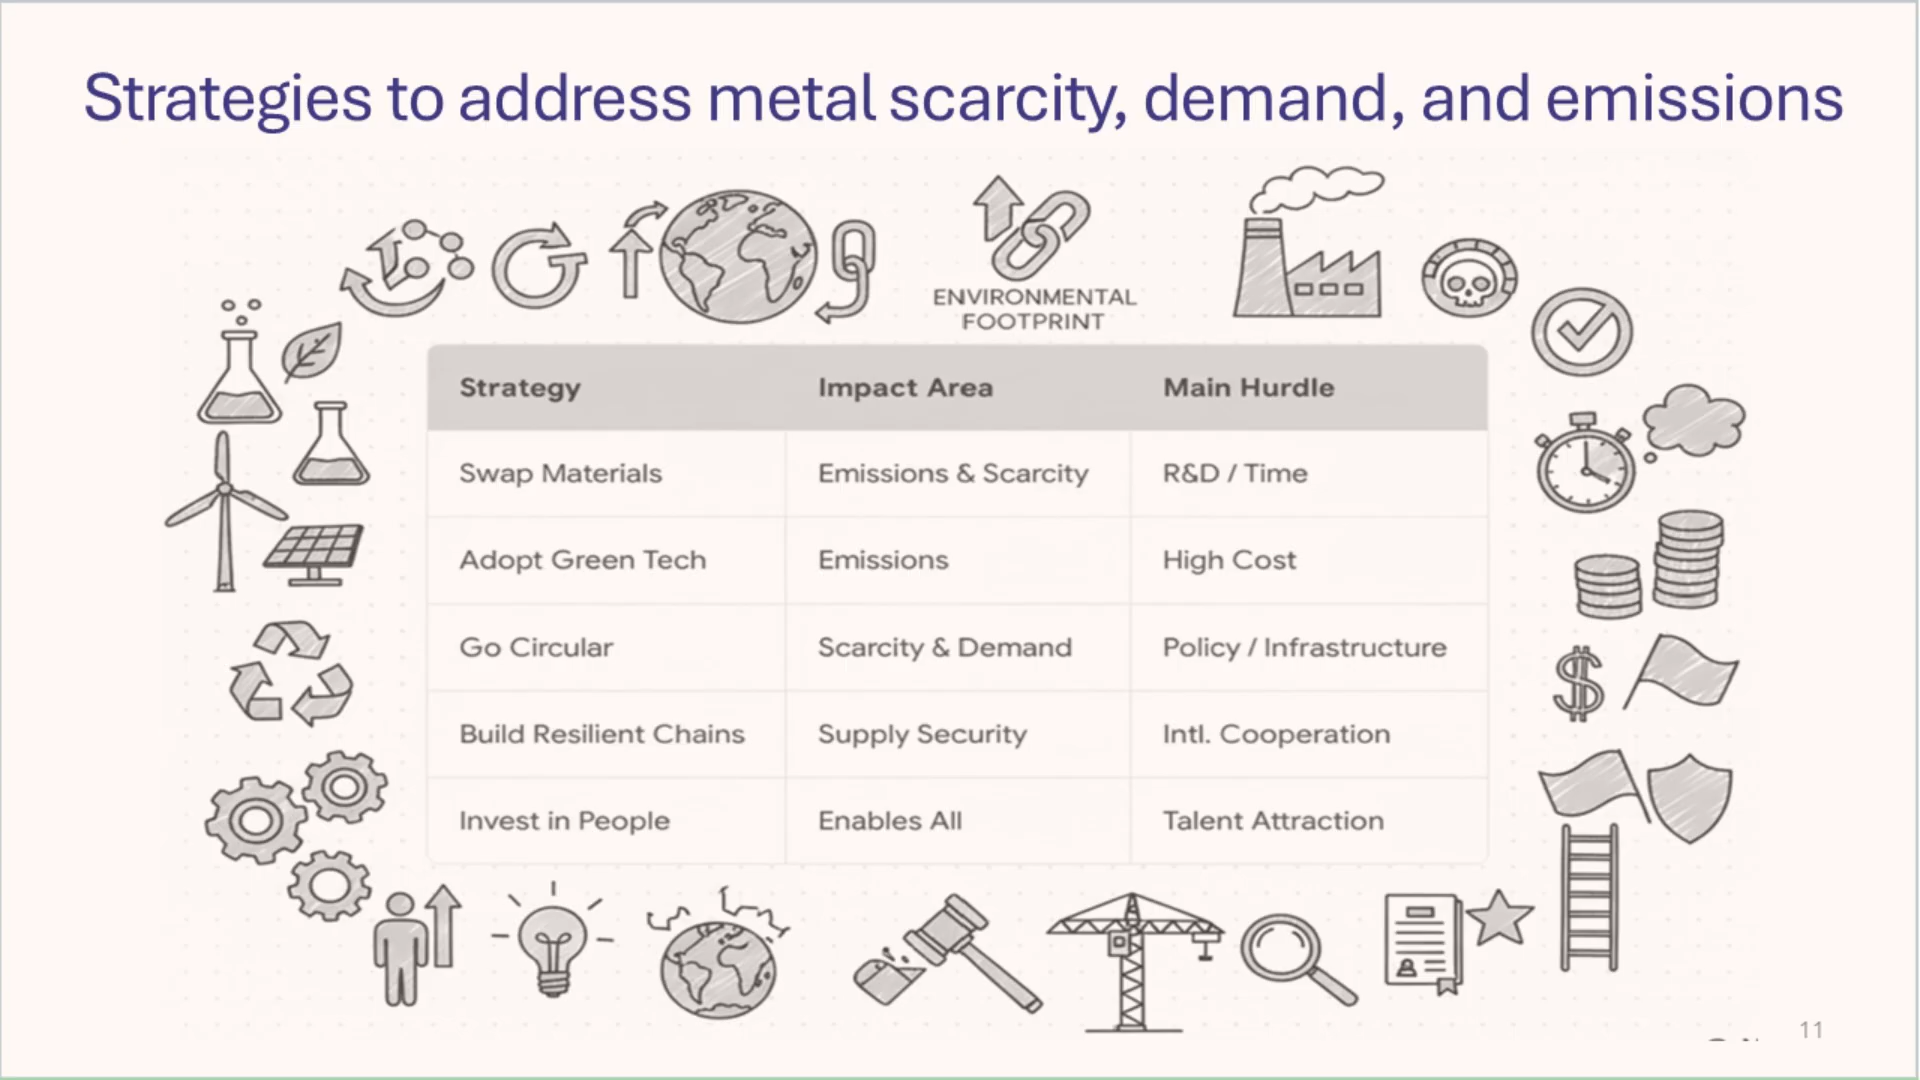 Strategies to address metal scarcity, demand, and emissions
ENVIRONMENTAL
FOOTPRINT
Strategy Impact Area Main Hurdle
Swap Materials Emissions & Scarcity R&D / Time
Adopt Green Tech Emissions High Cost
Go Circular Scarcity & Demand Policy / Infrastructure
Build Resilient Chains Supply Security Intl. Cooperation
Invest in People Enables All Talent Attraction
$
11